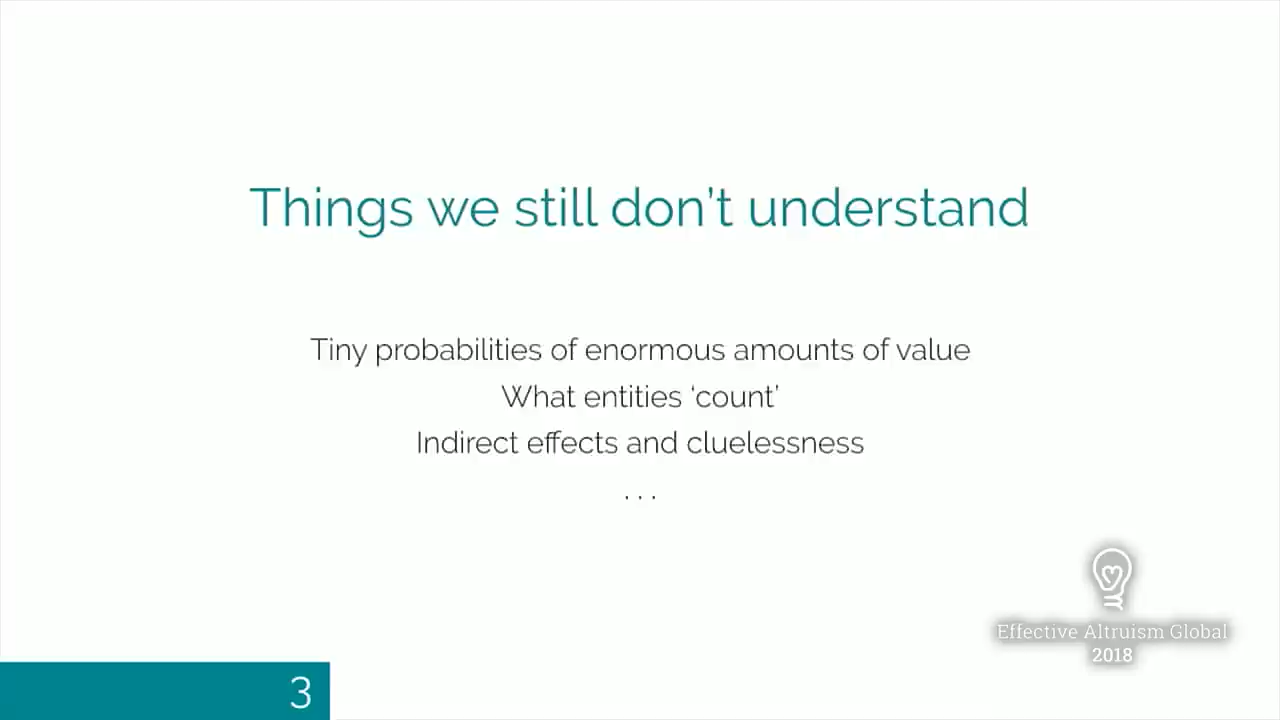 Things we still don’t understand
Tiny probabilities of enormous amounts of value
What entities ‘count’
Indirect effects and cluelessness
. . .
Effective Altruism Global
2018
3